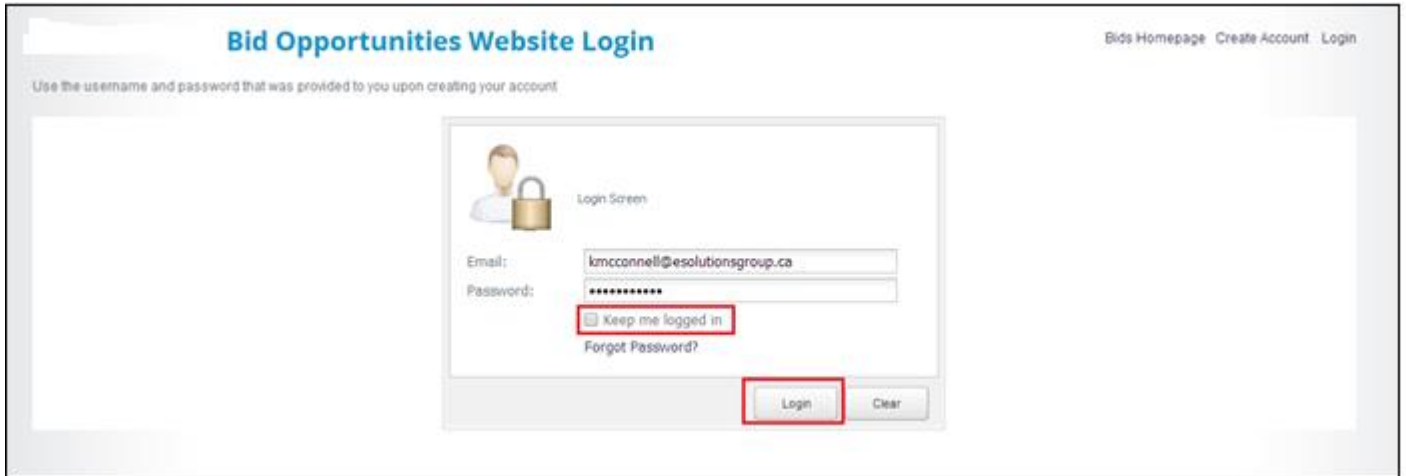 Bid Opportunities Website Login
Bids Homepage Create Account Login
Use the username and password that was provided to you upon creating your account
Login Screen
Email: kmcconnell@esolutionsgroup.ca
Password: •••••••••••
Keep me logged in
Forgot Password?
Login Clear